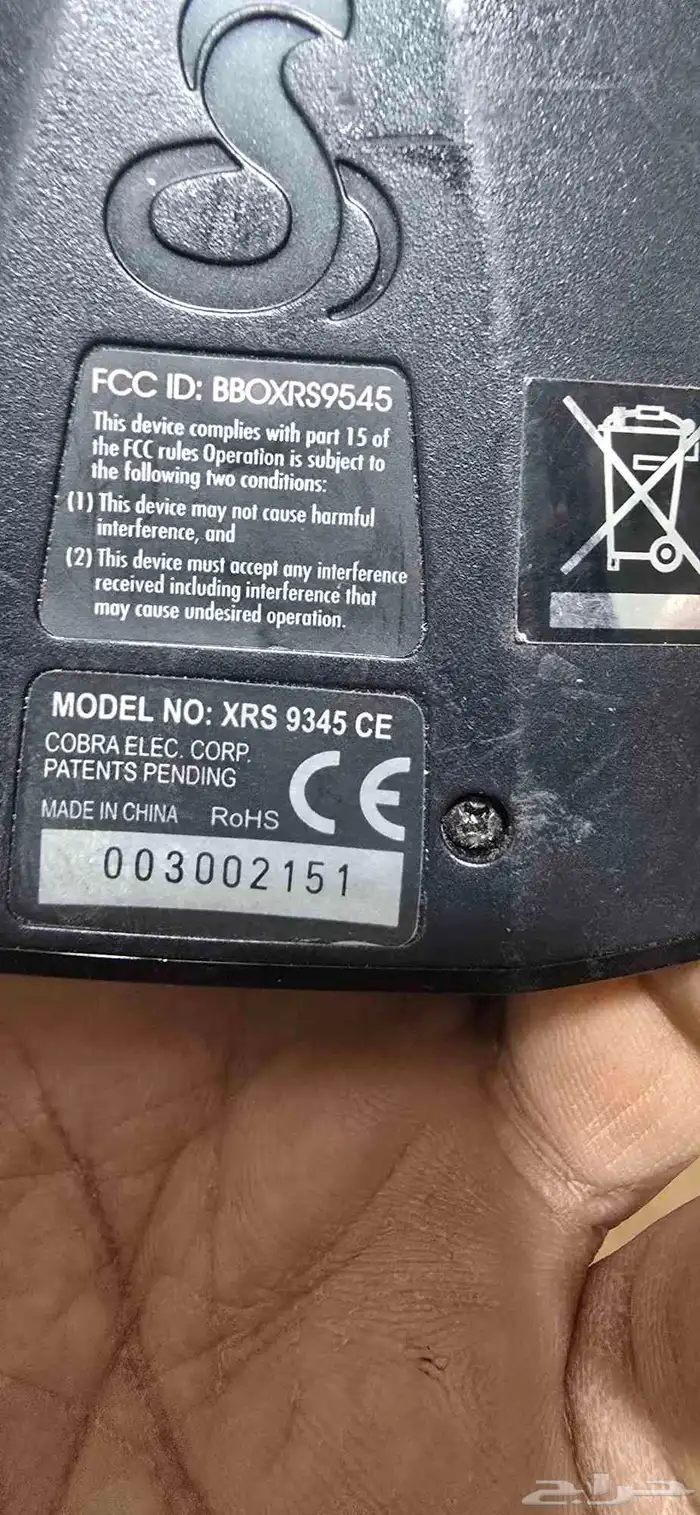 FCC ID: BBOXRS9545
This device complies with part 15 of
the FCC rules Operation is subject to
the following two conditions:
(1) This device may not cause harmful
interference, and
(2) This device must accept any interference
received including interference that
may cause undesired operation.
MODEL NO: XRS 9345 CE
COBRA ELEC. CORP.
PATENTS PENDING
MADE IN CHINA RoHS
CE
003002151
حراج